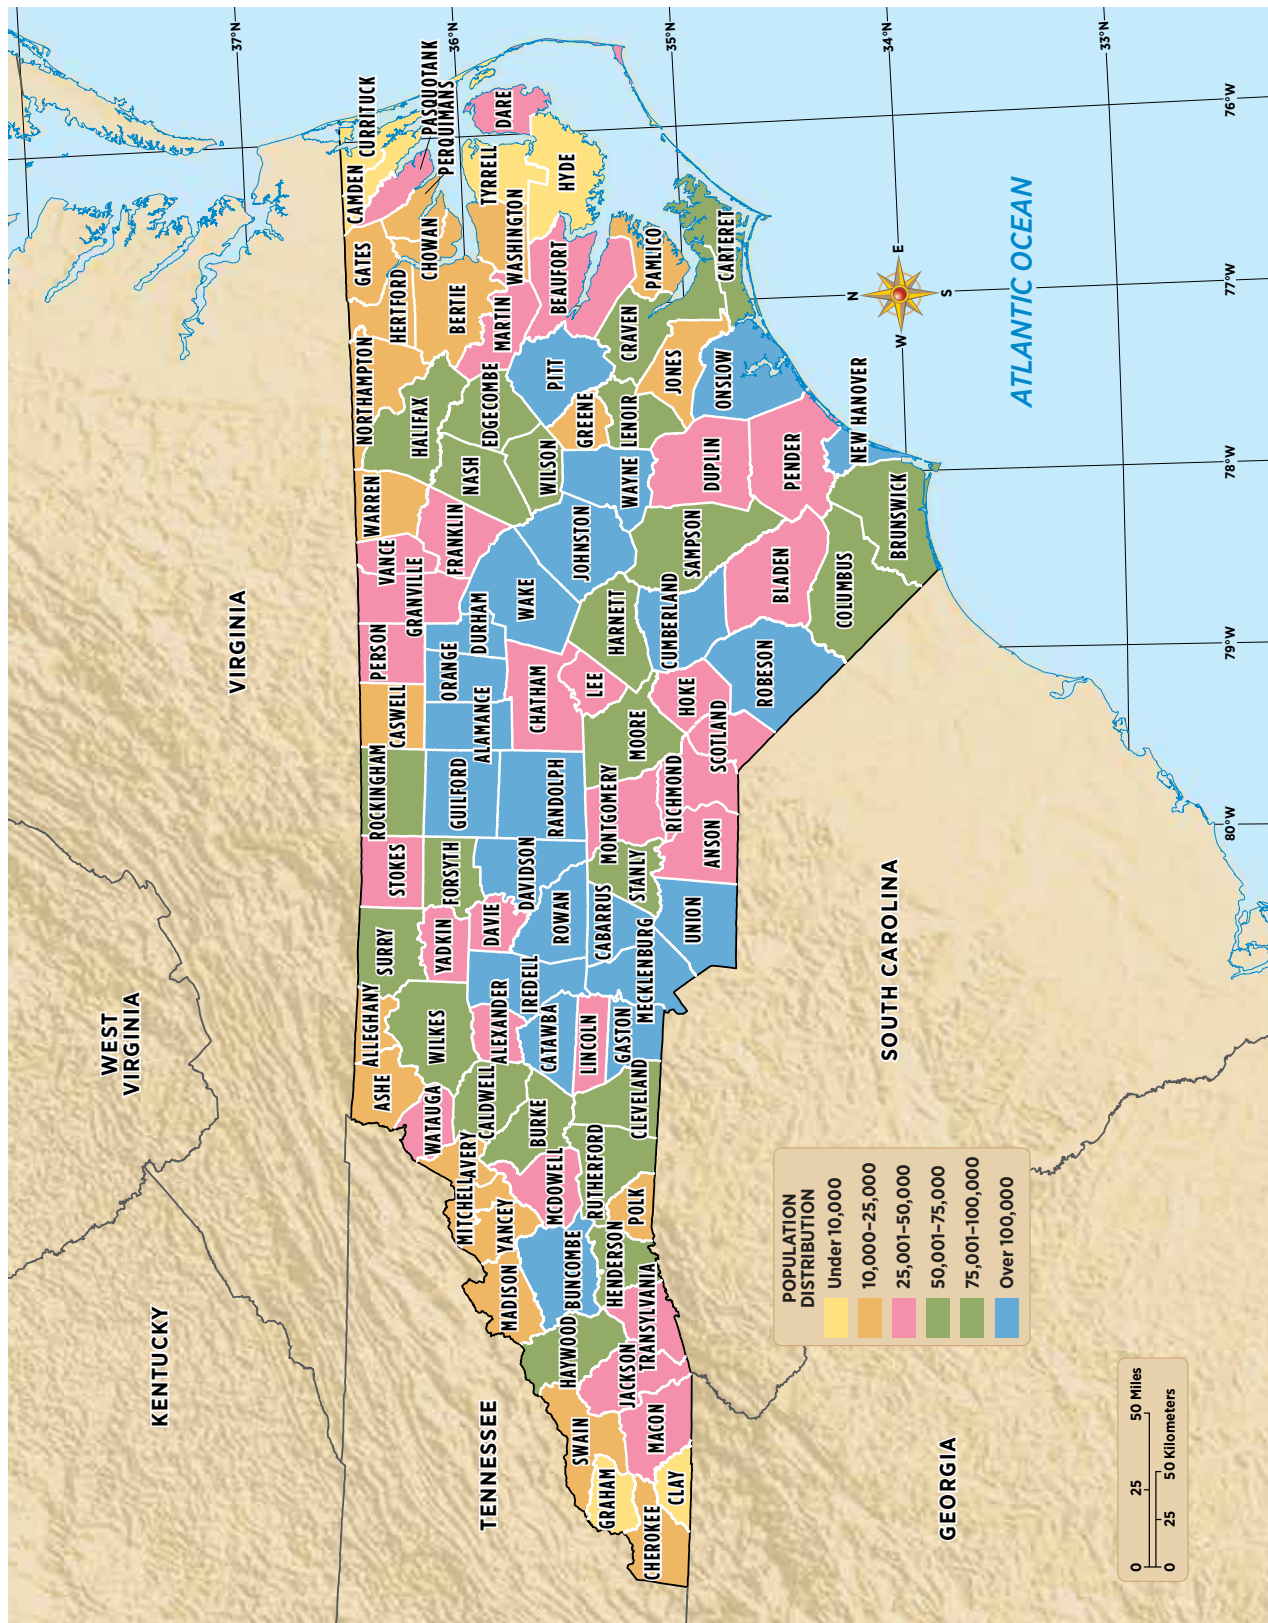 KENTUCKY
WEST
VIRGINIA
VIRGINIA
TENNESSEE
GEORGIA
SOUTH CAROLINA
ATLANTIC OCEAN
37°N
36°N
35°N
34°N
33°N
76°W
77°W
78°W
79°W
80°W
N
E
S
W
CHEROKEE
GRAHAM
CLAY
SWAIN
MACON
JACKSON
HAYWOOD
TRANSYLVANIA
MADISON
BUNCOMBE
HENDERSON
YANCEY
MITCHELL
AVERY
MCDOWELL
RUTHERFORD
POLK
WATAUGA
ASHE
ALLEGHANY
CALDWELL
BURKE
CLEVELAND
WILKES
ALEXANDER
CATAWBA
LINCOLN
GASTON
SURRY
YADKIN
IREDELL
DAVIE
ROWAN
CABARRUS
MECKLENBURG
UNION
STOKES
FORSYTH
DAVIDSON
STANLY
ANSON
ROCKINGHAM
GUILFORD
RANDOLPH
MONTGOMERY
RICHMOND
CASWELL
ALAMANCE
CHATHAM
MOORE
SCOTLAND
HOKE
LEE
PERSON
ORANGE
DURHAM
GRANVILLE
VANCE
WAKE
HARNETT
CUMBERLAND
ROBESON
WARREN
FRANKLIN
JOHNSTON
SAMPSON
BLADEN
COLUMBUS
BRUNSWICK
NORTHAMPTON
HALIFAX
NASH
EDGECOMBE
WILSON
WAYNE
GREENE
LENOIR
DUPLIN
PENDER
NEW HANOVER
HERTFORD
BERTIE
MARTIN
PITT
CRAVEN
JONES
ONSLOW
GATES
CHOWAN
WASHINGTON
BEAUFORT
PAMLICO
CARTERET
CAMDEN
CURRITUCK
PASQUOTANK
PERQUIMANS
TYRRELL
HYDE
DARE
POPULATION
DISTRIBUTION
Under 10,000
10,000–25,000
25,001–50,000
50,001–75,000
75,001–100,000
Over 100,000
0 25 50 Miles
0 25 50 Kilometers